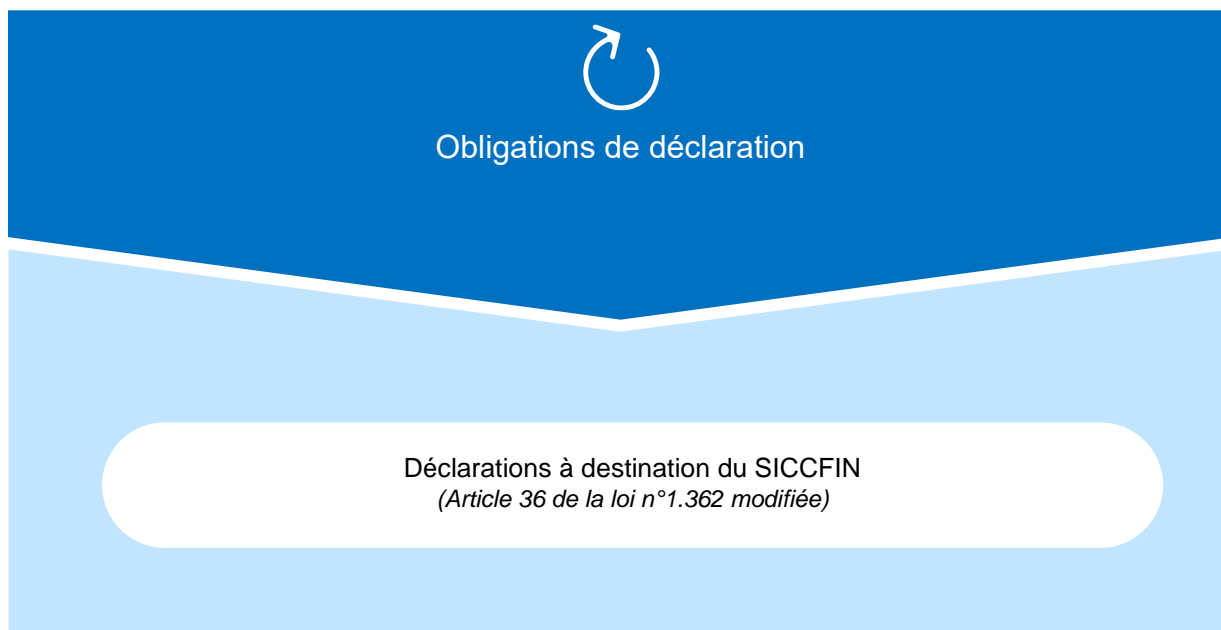 Obligations de déclaration
Déclarations à destination du SICCFIN
(Article 36 de la loi n°1.362 modifiée)